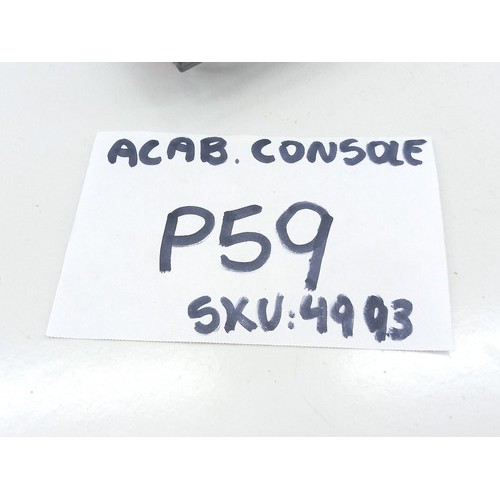 ACAB. CONSOLE
P59
SKU:4993